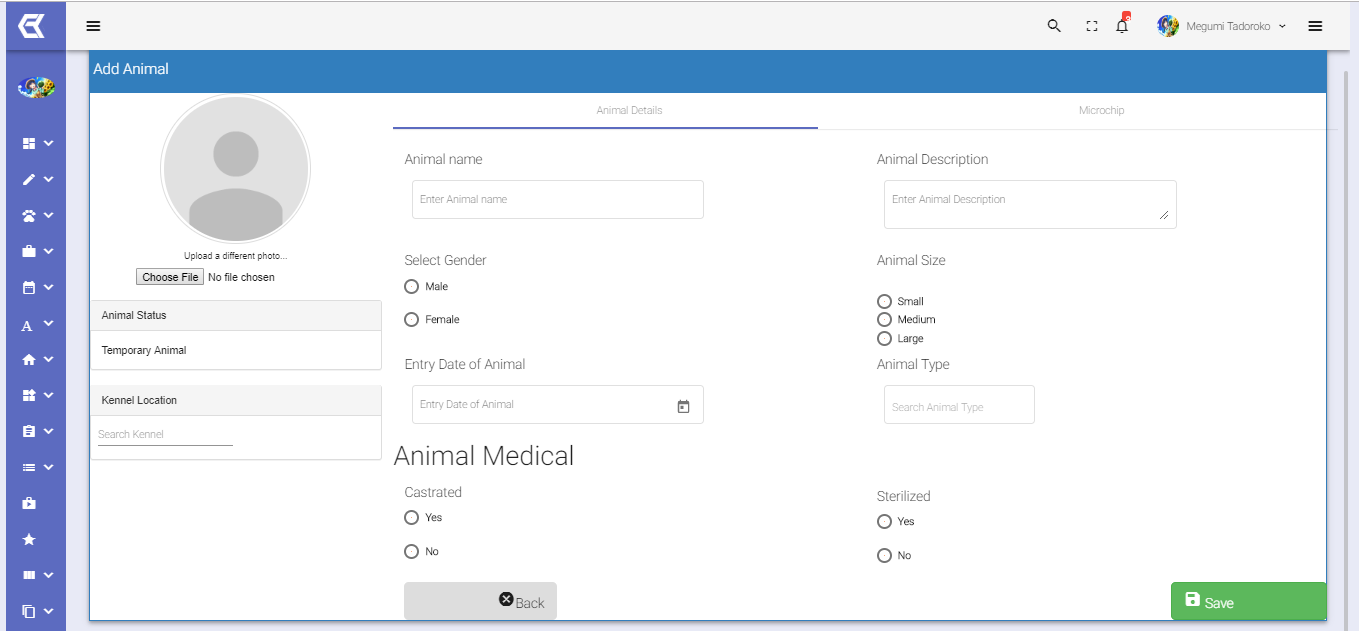 Megumi Tadoroko
Add Animal
Animal Details
Microchip
Upload a different photo...
Choose File No file chosen
Animal Status
Temporary Animal
Kennel Location
Search Kennel
Animal name
Enter Animal name
Animal Description
Enter Animal Description
Select Gender
Male
Female
Animal Size
Small
Medium
Large
Entry Date of Animal
Entry Date of Animal
Animal Type
Search Animal Type
Animal Medical
Castrated
Yes
No
Sterilized
Yes
No
Back
Save